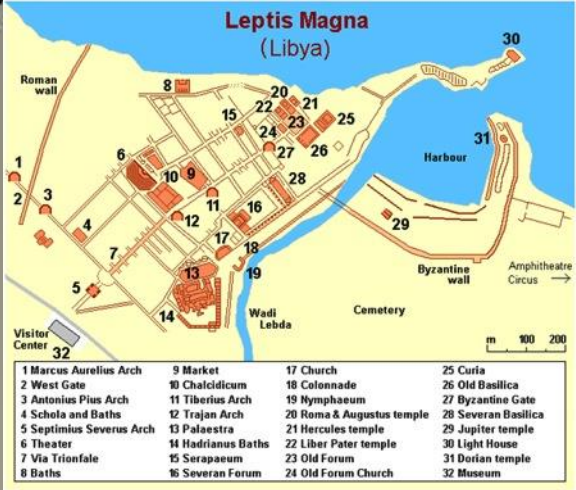 Leptis Magna
(Libya)
30
Roman
wall
8
20
21
22
15
23
25
24
31
1
6
27
26
Harbour
9
28
2
3
10
11
4
12
16
29
7
17
18
Byzantine
wall
Amphitheatre
Circus
13
19
5
14
Wadi
Lebda
Cemetery
Visitor
Center
32
m 100 200
1 Marcus Aurelius Arch
2 West Gate
3 Antonius Pius Arch
4 Schola and Baths
5 Septimius Severus Arch
6 Theater
7 Via Trionfale
8 Baths
9 Market
10 Chalcidicum
11 Tiberius Arch
12 Trajan Arch
13 Palaestra
14 Hadrianus Baths
15 Serapaeum
16 Severan Forum
17 Church
18 Colonnade
19 Nymphaeum
20 Roma & Augustus temple
21 Hercules temple
22 Liber Pater temple
23 Old Forum
24 Old Forum Church
25 Curia
26 Old Basilica
27 Byzantine Gate
28 Severan Basilica
29 Jupiter temple
30 Light House
31 Dorian temple
32 Museum